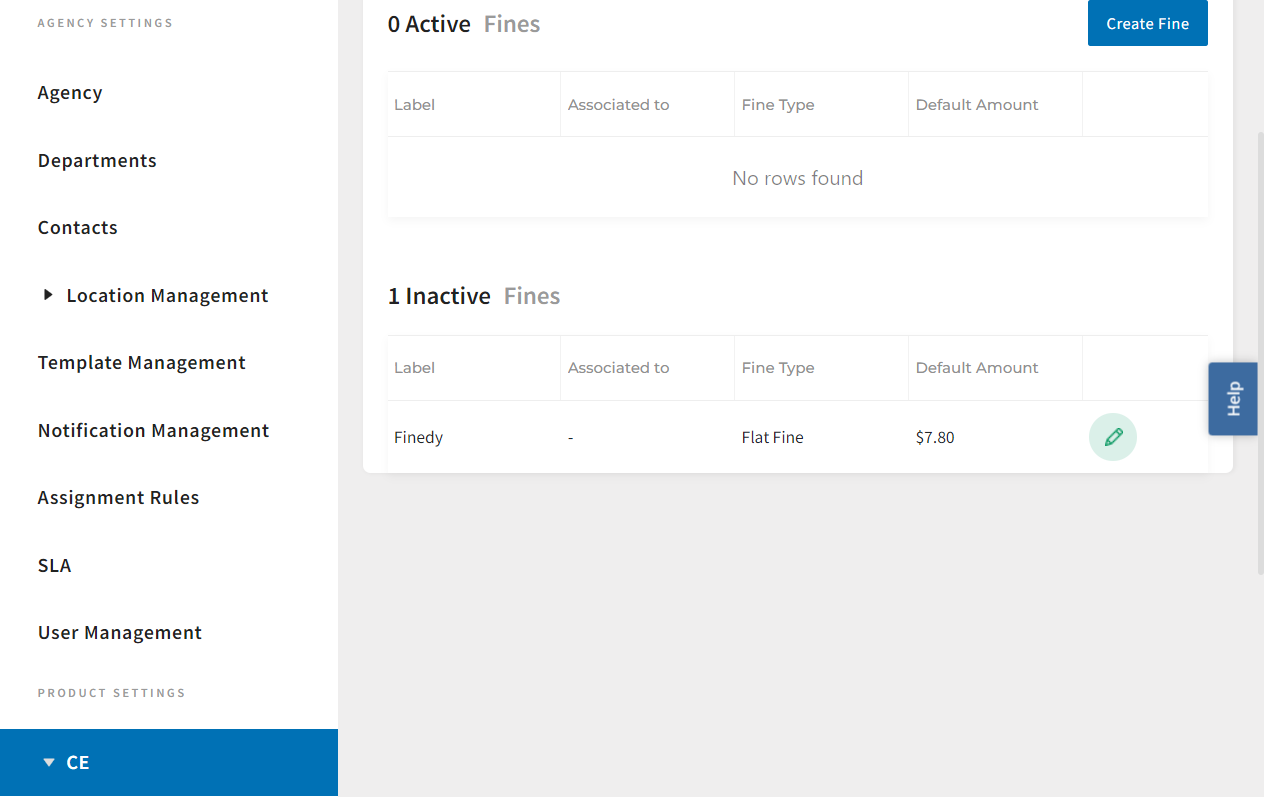 AGENCY SETTINGS
Agency
Departments
Contacts
Location Management
Template Management
Notification Management
Assignment Rules
SLA
User Management
PRODUCT SETTINGS
CE
0 Active Fines
Create Fine
Label Associated to Fine Type Default Amount
No rows found
1 Inactive Fines
Label Associated to Fine Type Default Amount
Finedy - Flat Fine $7.80
Help